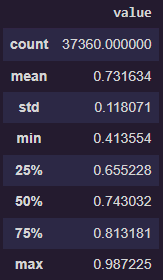 value
count 37360.000000
mean 0.731634
std 0.118071
min 0.413554
25% 0.655228
50% 0.743032
75% 0.813181
max 0.987225